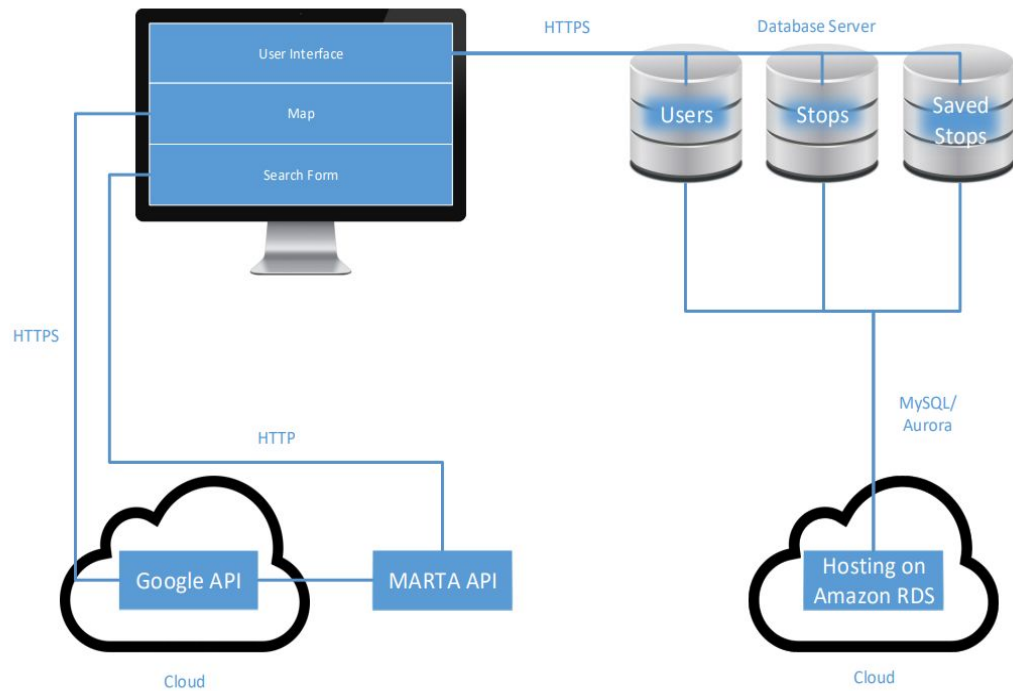 HTTPS
Database Server
User Interface
Map
Search Form
Users
Stops
Saved
Stops
HTTPS
HTTP
MySQL/
Aurora
Google API
MARTA API
Hosting on
Amazon RDS
Cloud
Cloud